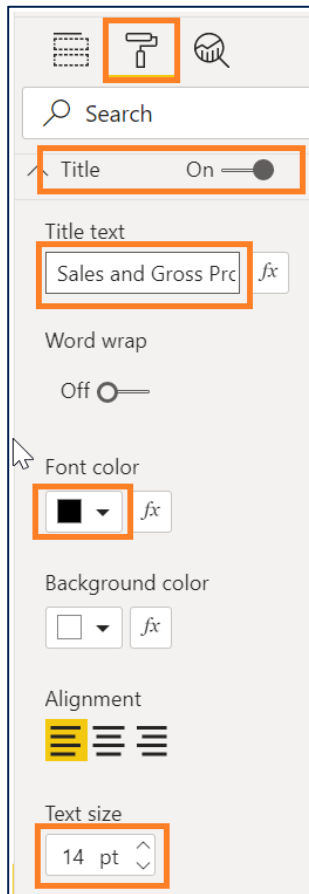 Search
Title On
Title text
Sales and Gross Prc fx
Word wrap
Off
Font color
fx
Background color
fx
Alignment
Text size
14 pt